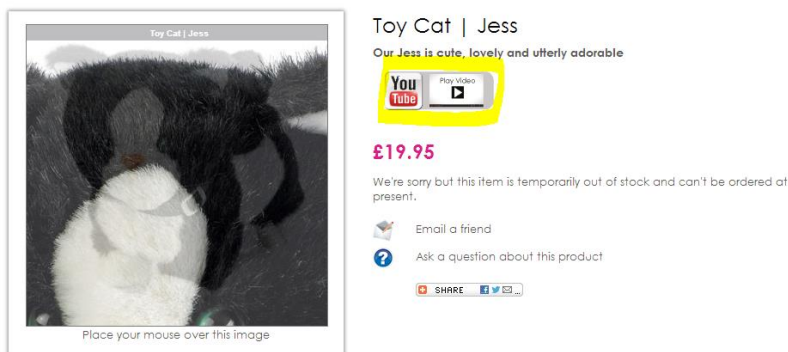 Toy Cat | Jess
Toy Cat | Jess
Our Jess is cute, lovely and utterly adorable
You
Tube
Play Video
£19.95
We're sorry but this item is temporarily out of stock and can't be ordered at
present.
Email a friend
Ask a question about this product
SHARE
Place your mouse over this image